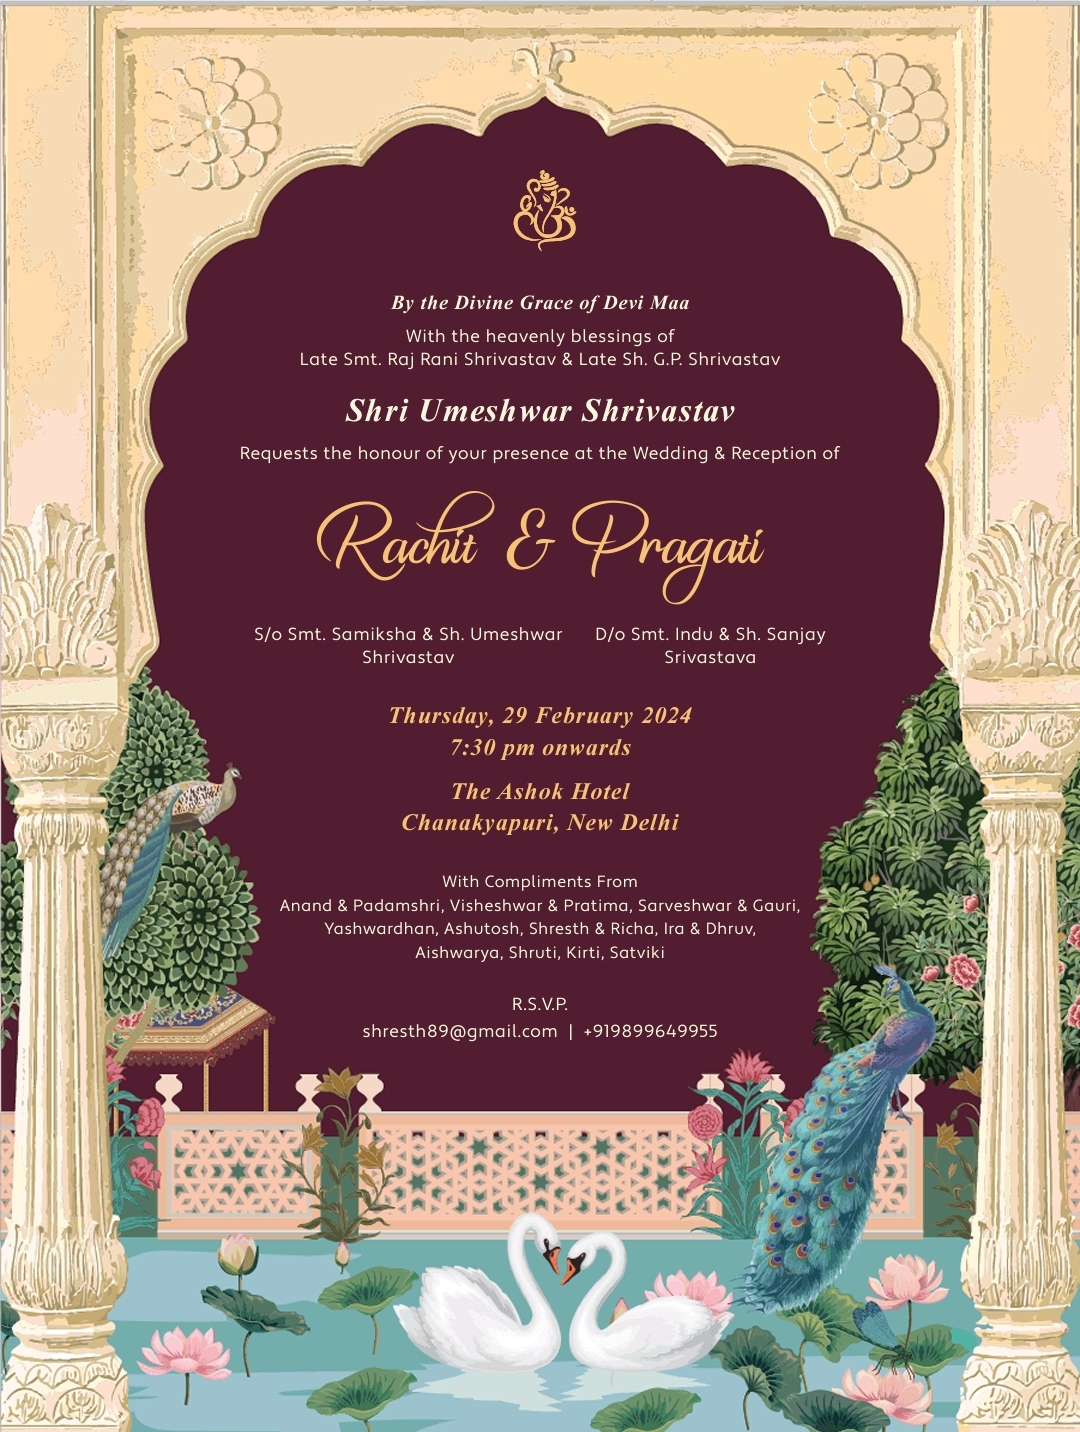 By the Divine Grace of Devi Maa
With the heavenly blessings of
Late Smt. Raj Rani Shrivastav & Late Sh. G.P. Shrivastav
Shri Umeshwar Shrivastav
Requests the honour of your presence at the Wedding & Reception of
Rachit & Pragati
S/o Smt. Samiksha & Sh. Umeshwar
Shrivastav
D/o Smt. Indu & Sh. Sanjay
Srivastava
Thursday, 29 February 2024
7:30 pm onwards
The Ashok Hotel
Chanakyapuri, New Delhi
With Compliments From
Anand & Padamshri, Visheshwar & Pratima, Sarveshwar & Gauri,
Yashwardhan, Ashutosh, Shresth & Richa, Ira & Dhruv,
Aishwarya, Shruti, Kirti, Satviki
R.S.V.P.
shresth89@gmail.com | +919899649955